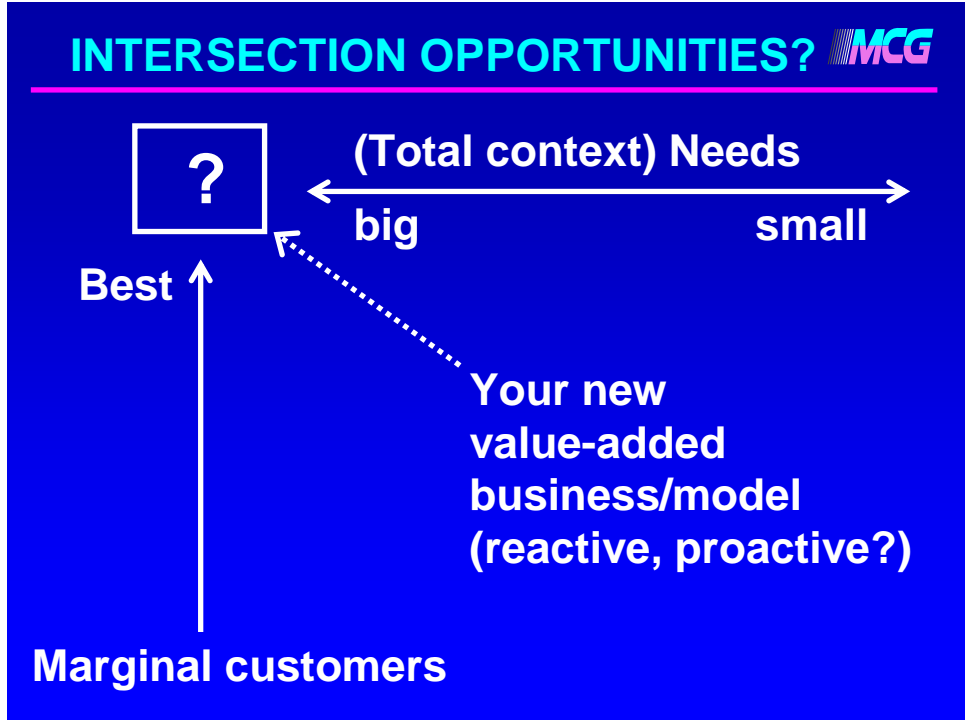 INTERSECTION OPPORTUNITIES? MCG
?
(Total context) Needs
big small
Best
Your new
value-added
business/model
(reactive, proactive?)
Marginal customers